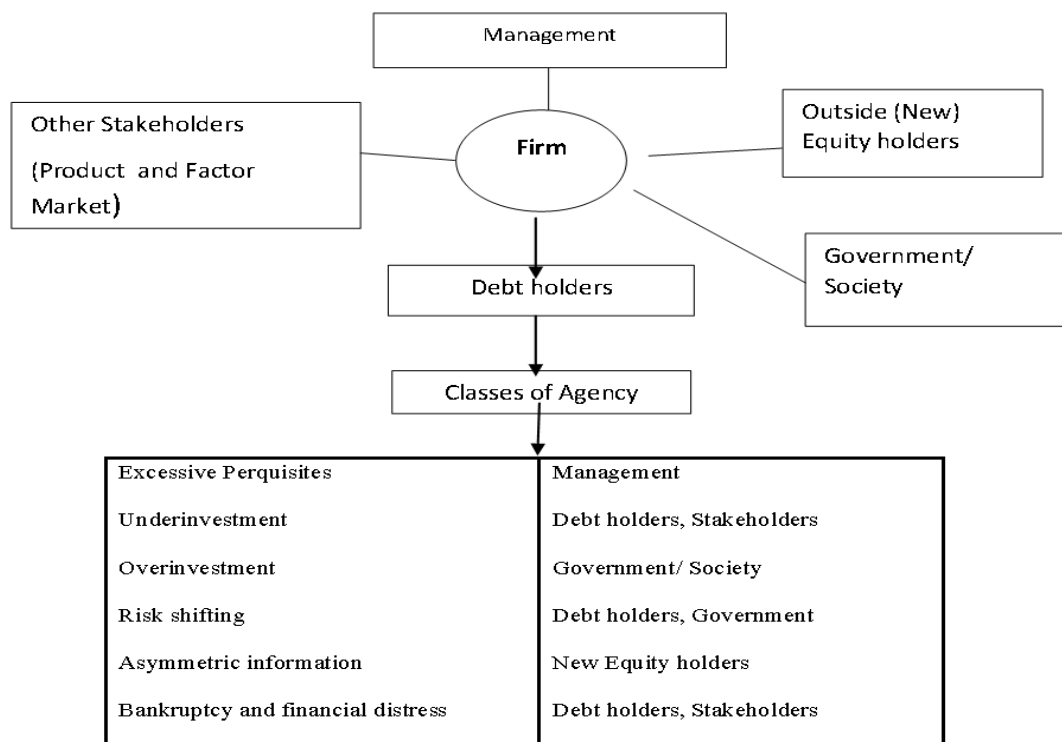 Management
Other Stakeholders
(Product and Factor
Market)
Firm
Outside (New)
Equity holders
Government/
Society
Debt holders
Classes of Agency
Excessive Perquisites
Management
Underinvestment
Debt holders, Stakeholders
Overinvestment
Government/ Society
Risk shifting
Debt holders, Government
Asymmetric information
New Equity holders
Bankruptcy and financial distress
Debt holders, Stakeholders